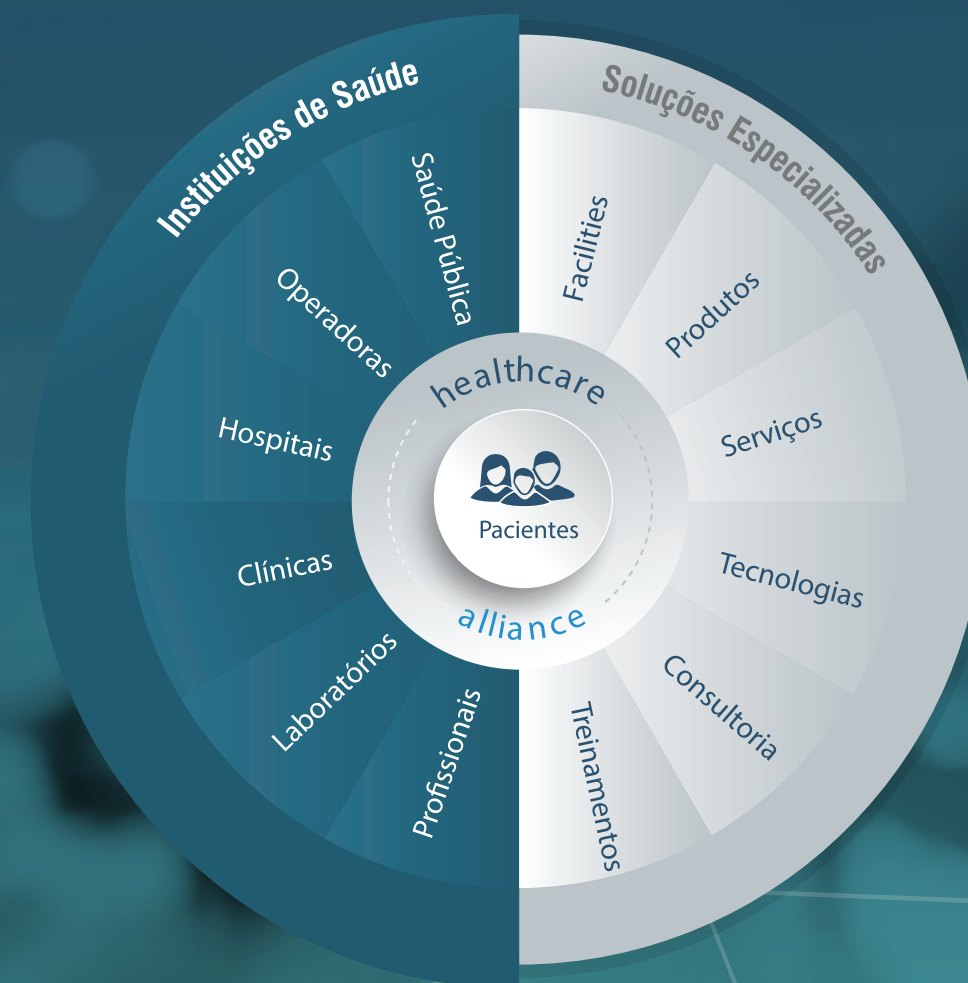 Instituições de Saúde
Saúde Pública
Operadoras
Hospitais
Clínicas
Laboratórios
Profissionais
Soluções Especializadas
Facilities
Produtos
Serviços
Tecnologias
Consultoria
Treinamentos
healthcare
Pacientes
alliance